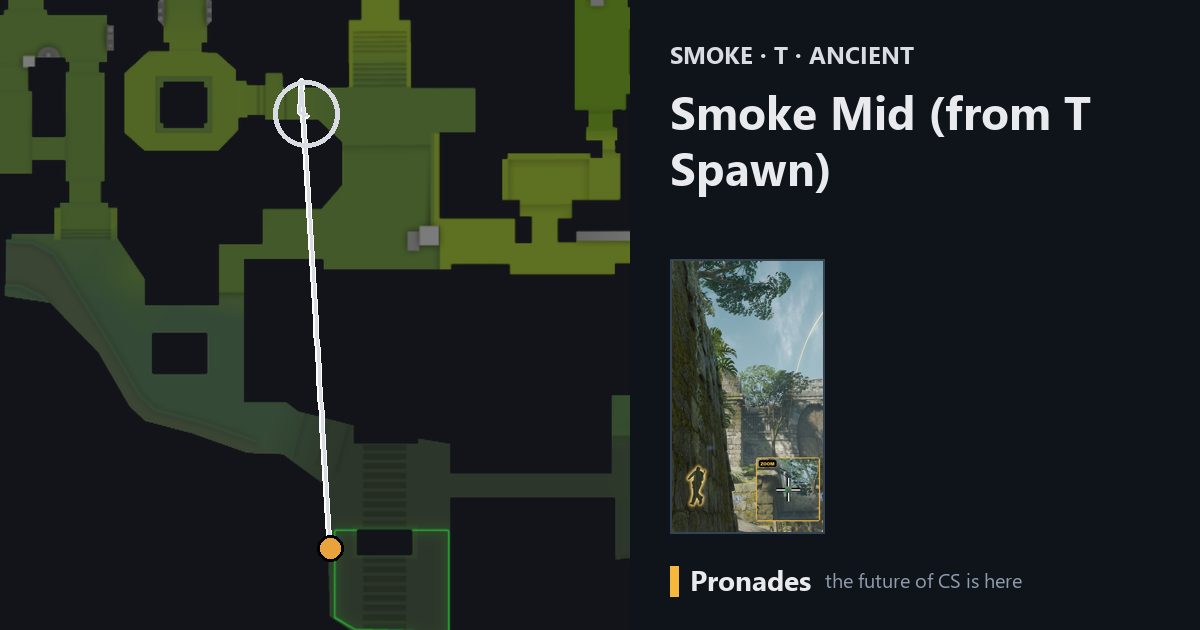 SMOKE · T · ANCIENT
Smoke Mid (from T
Spawn)
ZOOM
Pronades the future of CS is here